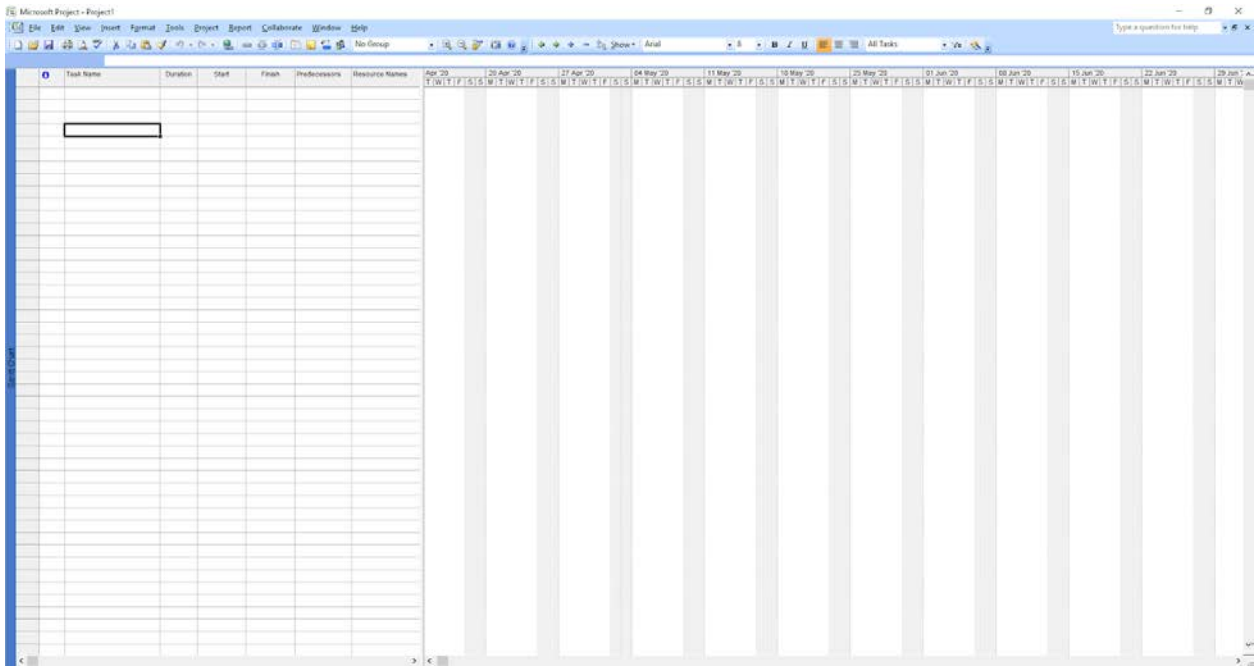 Microsoft Project - Project1
File Edit View Insert Format Tools Project Report Collaborate Window Help
Type a question for help
No Group Show Arial 8 B I U All Tasks
Task Name Duration Start Finish Predecessors Resource Names
Apr '20 20 Apr '20 27 Apr '20 04 May '20 11 May '20 18 May '20 25 May '20 01 Jun '20 08 Jun '20 15 Jun '20 22 Jun '20 29 Jun '
T W T F S S M T W T F S S M T W T F S S M T W T F S S M T W T F S S M T W T F S S M T W T F S S M T W T F S S M T W T F S S M T W T F S S M T W T F S S M T W
Gantt Chart